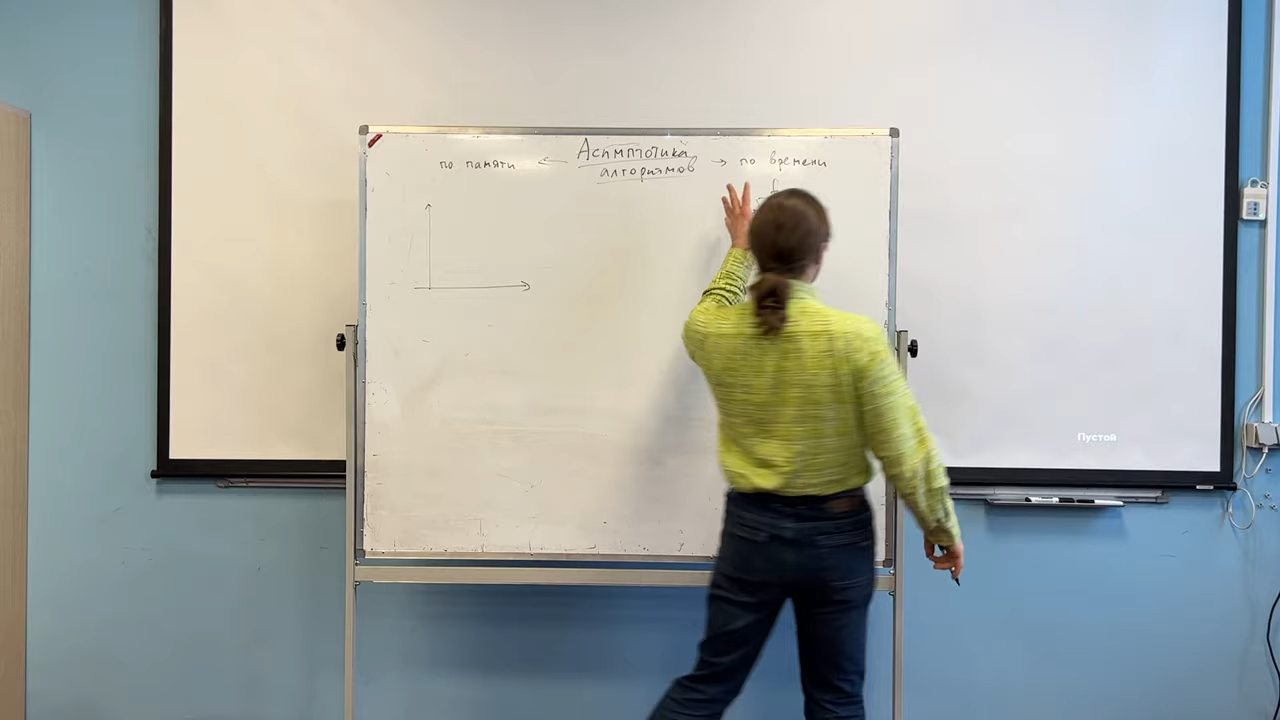 по памяти ← Асимптотика → по времени
алгоритмов
Пустой